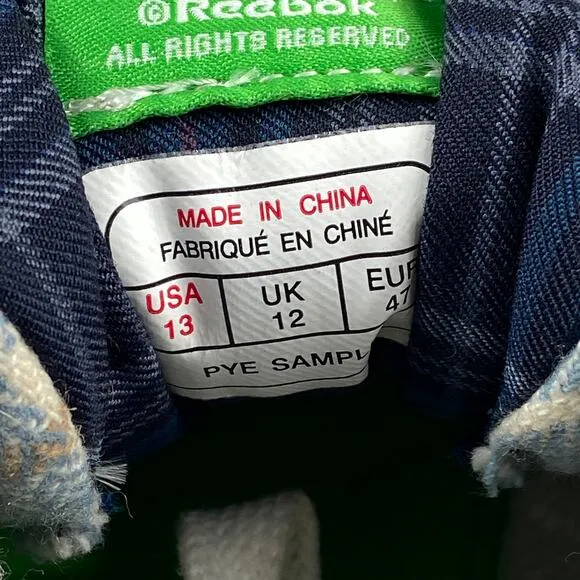 ©Reebok
ALL RIGHTS RESERVED
MADE IN CHINA
FABRIQUÉ EN CHINÉ
USA UK EUR
13 12 47
PYE SAMPL